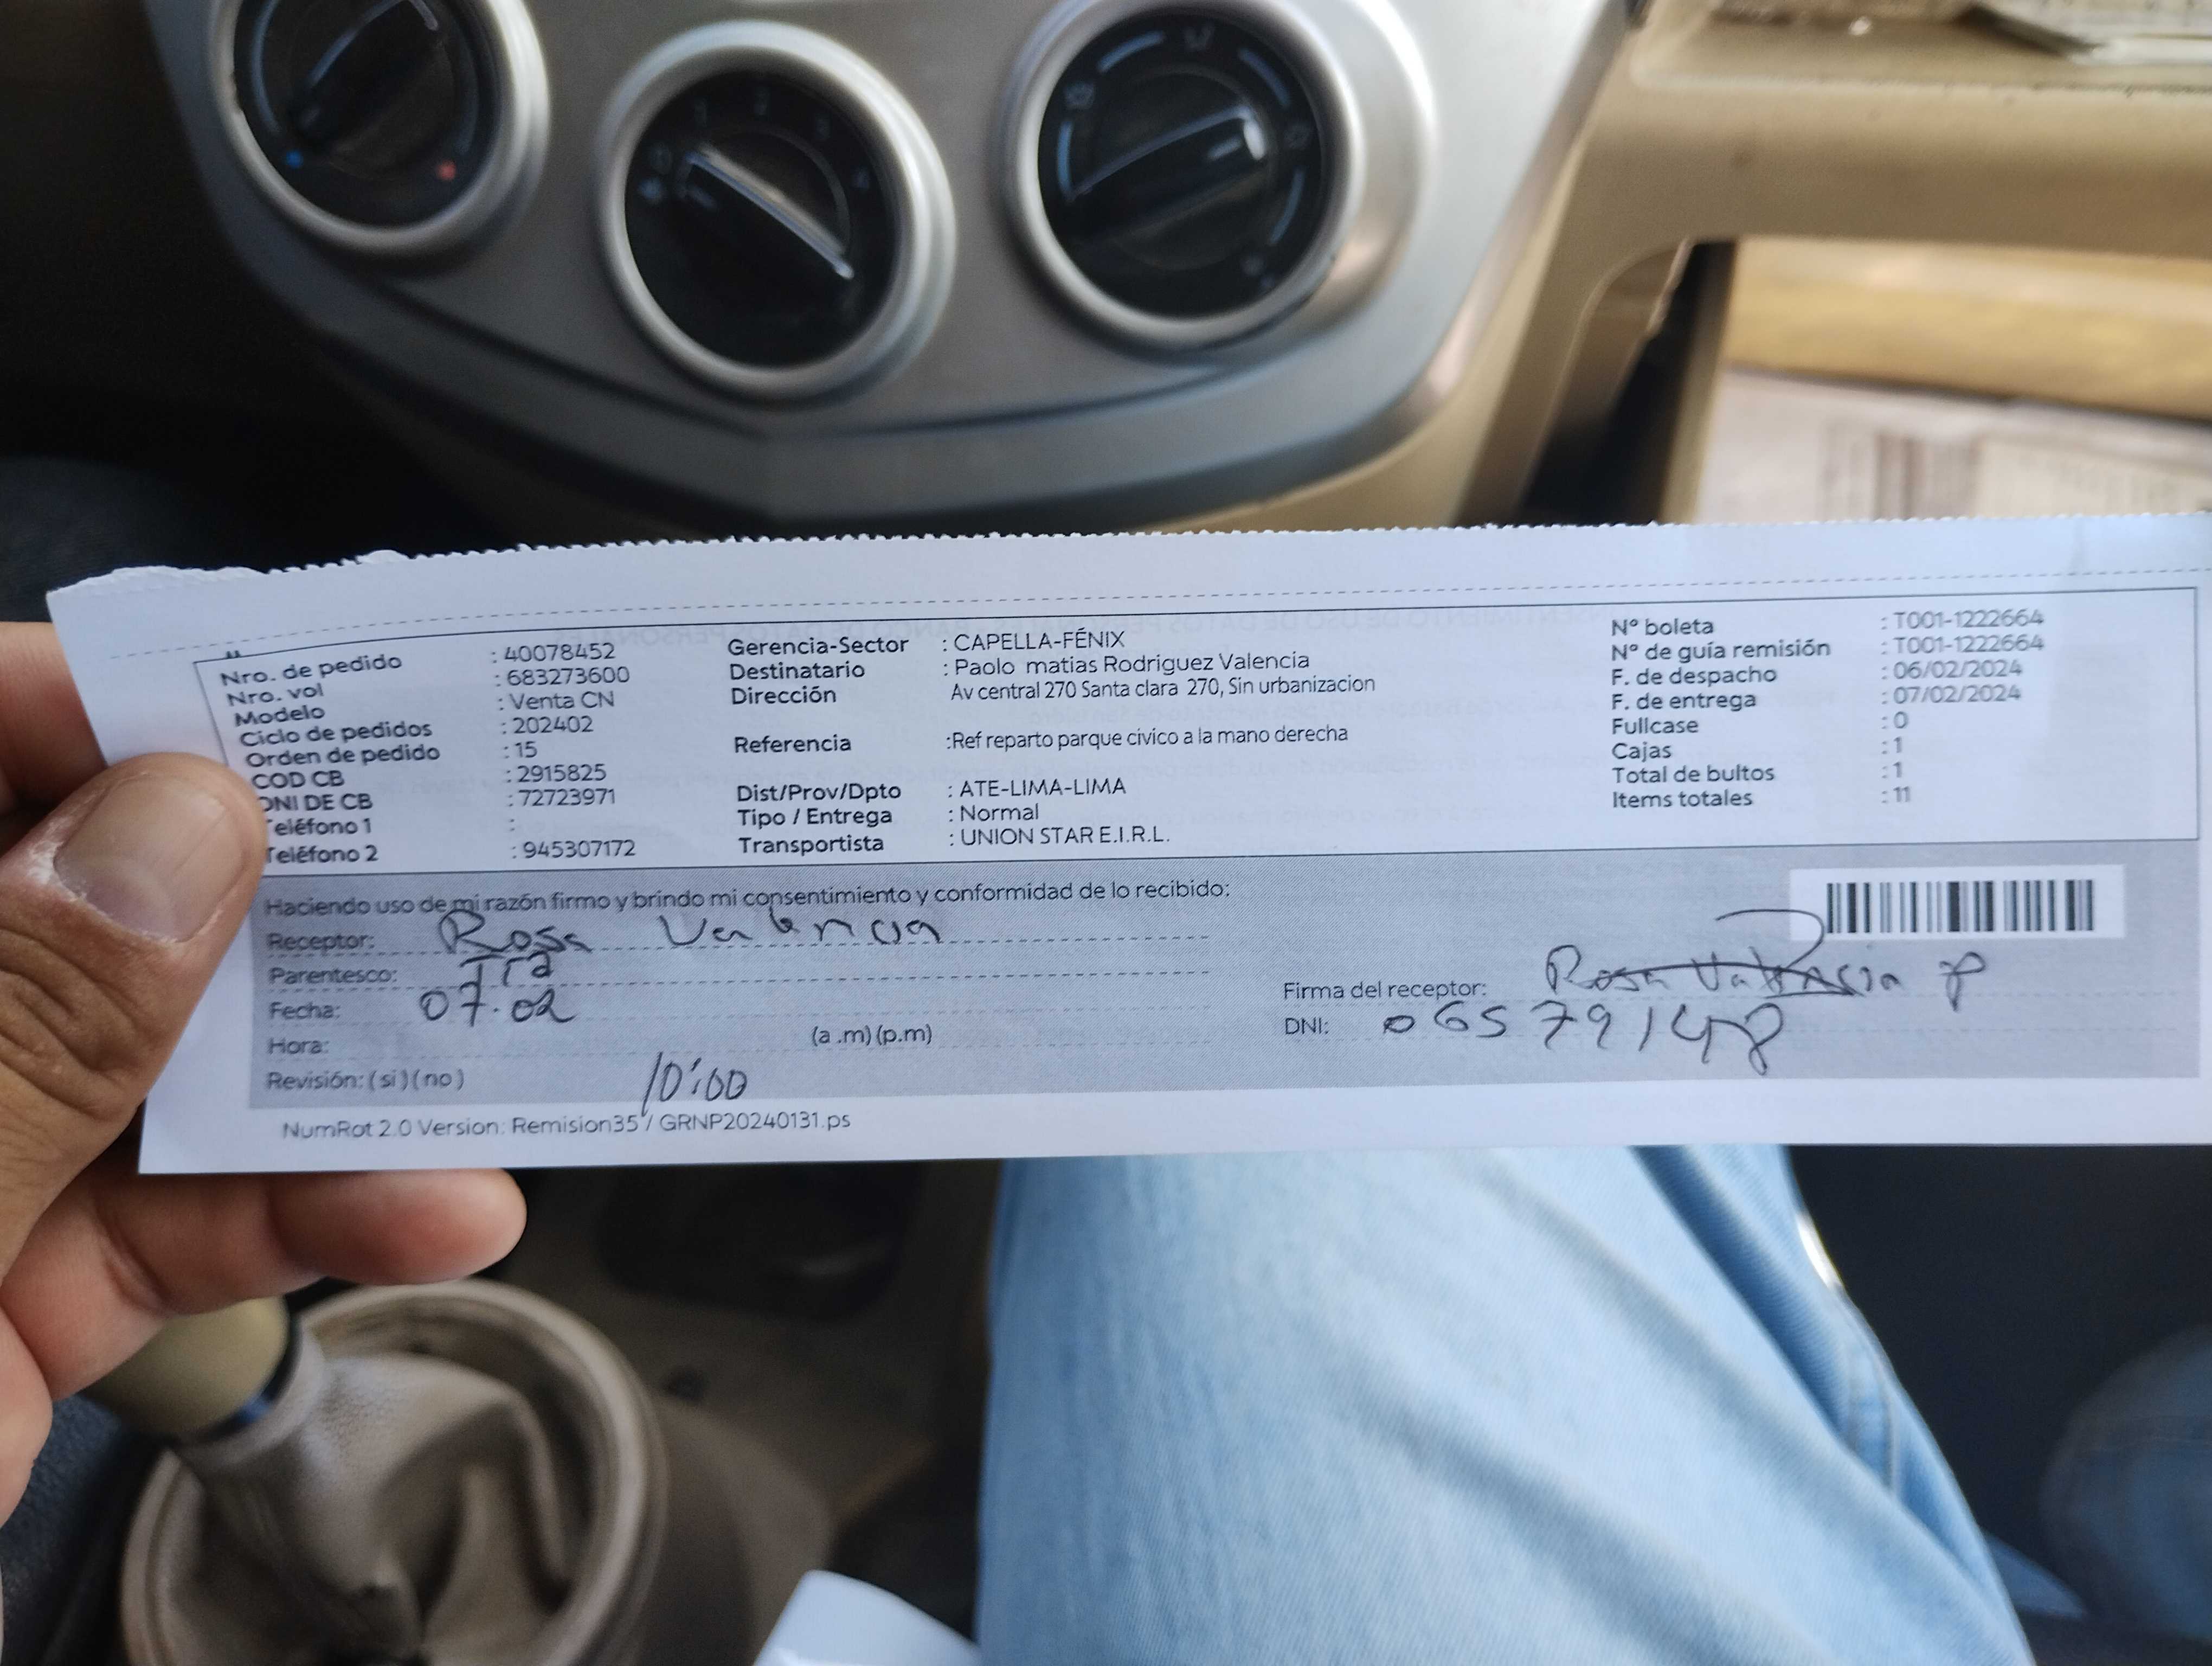 Nro. de pedido : 40078452
Nro. vol : 683273600
Modelo : Venta CN
Ciclo de pedidos : 202402
Orden de pedido : 15
COD CB : 2915825
DNI DE CB : 72723971
Teléfono 1 :
Teléfono 2 : 945307172
Gerencia-Sector : CAPELLA-FÉNIX
Destinatario : Paolo matias Rodriguez Valencia
Dirección Av central 270 Santa clara 270, Sin urbanizacion
Referencia :Ref reparto parque civico a la mano derecha
Dist/Prov/Dpto : ATE-LIMA-LIMA
Tipo / Entrega : Normal
Transportista : UNION STAR E.I.R.L.
N° boleta : T001-1222664
N° de guía remisión : T001-1222664
F. de despacho : 06/02/2024
F. de entrega : 07/02/2024
Fullcase : 0
Cajas : 1
Total de bultos : 1
Items totales : 11
Haciendo uso de mi razón firmo y brindo mi consentimiento y conformidad de lo recibido:
Receptor: Rosa Valencia
Parentesco: Tía
Fecha: 07.02
Hora: (a .m) (p.m)
Revisión: ( si ) ( no ) 10:00
Firma del receptor: Rosa Valencia P
DNI: 06579148
NumRot 2.0 Version: Remision35 / GRNP20240131.ps